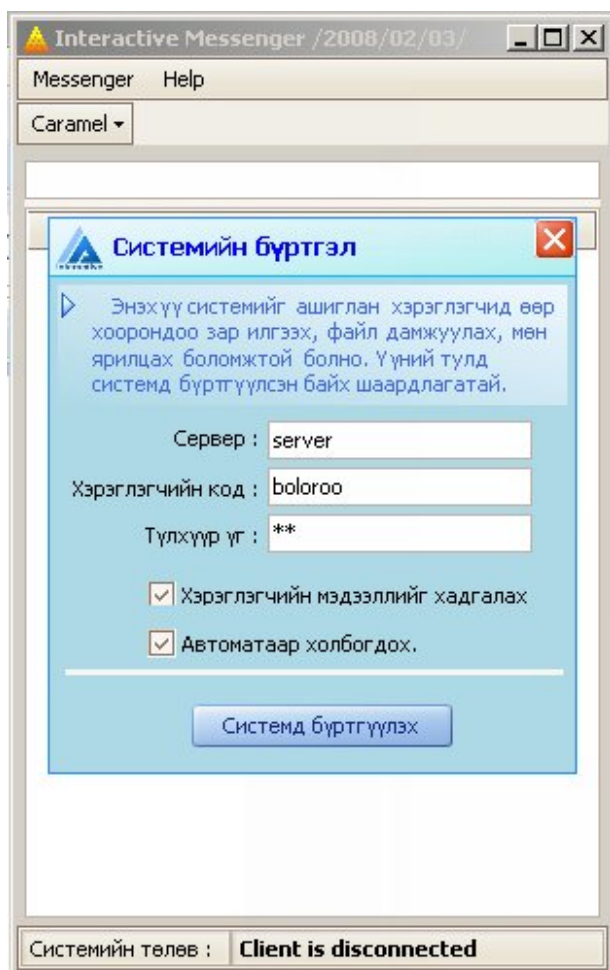 Interactive Messenger /2008/02/03/
Messenger Help
Caramel
Системийн бүртгэл
Interactive
Энэхүү системийг ашиглан хэрэглэгчид өөр
хоорондоо зар илгээх, файл дамжуулах, мөн
ярилцах боломжтой болно. Үүний тулд
системд бүртгүүлсэн байх шаардлагатай.
Сервер : server
Хэрэглэгчийн код : boloroo
Түлхүүр үг : **
Хэрэглэгчийн мэдээллийг хадгалах
Автоматаар холбогдох.
Системд бүртгүүлэх
Системийн төлөв : Client is disconnected